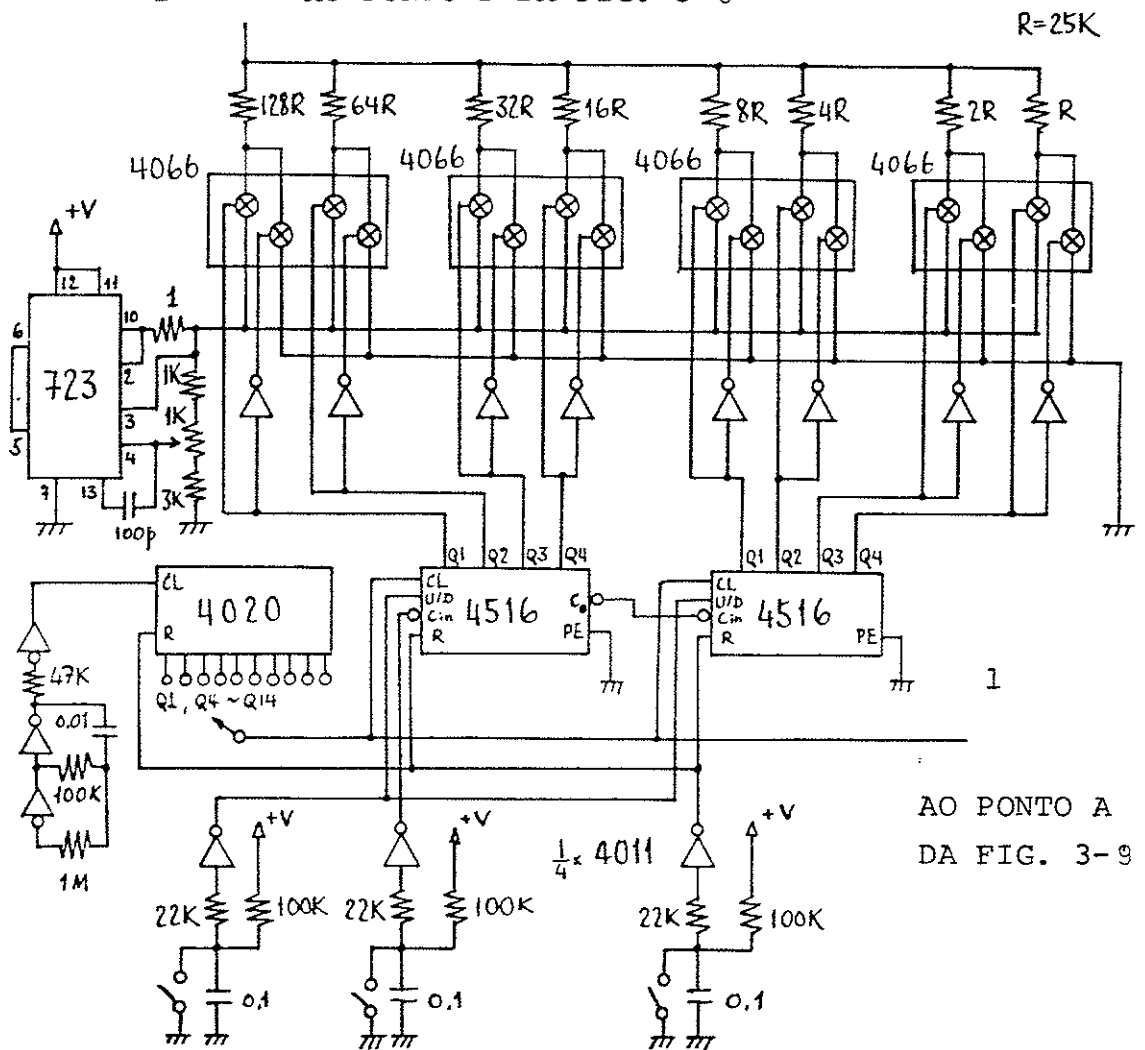 R=25K
128R 64R 32R 16R 8R 4R 2R R
4066 4066 4066 4066
+V
12 11
6 10 1
2
723 1K
3
1K
4
5
7 13 3K
100p
Q1 Q2 Q3 Q4 Q1 Q2 Q3 Q4
CL CL CL
U/D U/D
4020 Cin 4516 Co Cin 4516
R R PE R PE
47K
Q1, Q4 ~ Q14 1
0.01
100K
1M
+V +V 1/4 x 4011 +V
AO PONTO A
DA FIG. 3-9
22K 100K 22K 100K 22K 100K
0,1 0,1 0,1